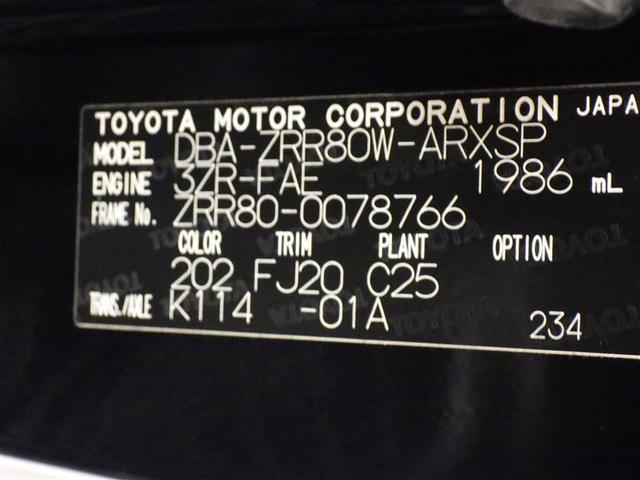 TOYOTA MOTOR CORPORATION JAPA
MODEL DBA-ZRR80W-ARXSP
ENGINE 3ZR-FAE 1986 mL
FRAME No. ZRR80-0078766
COLOR TRIM PLANT OPTION
202 FJ20 C25
TRANS./AXLE K114 -01A 234